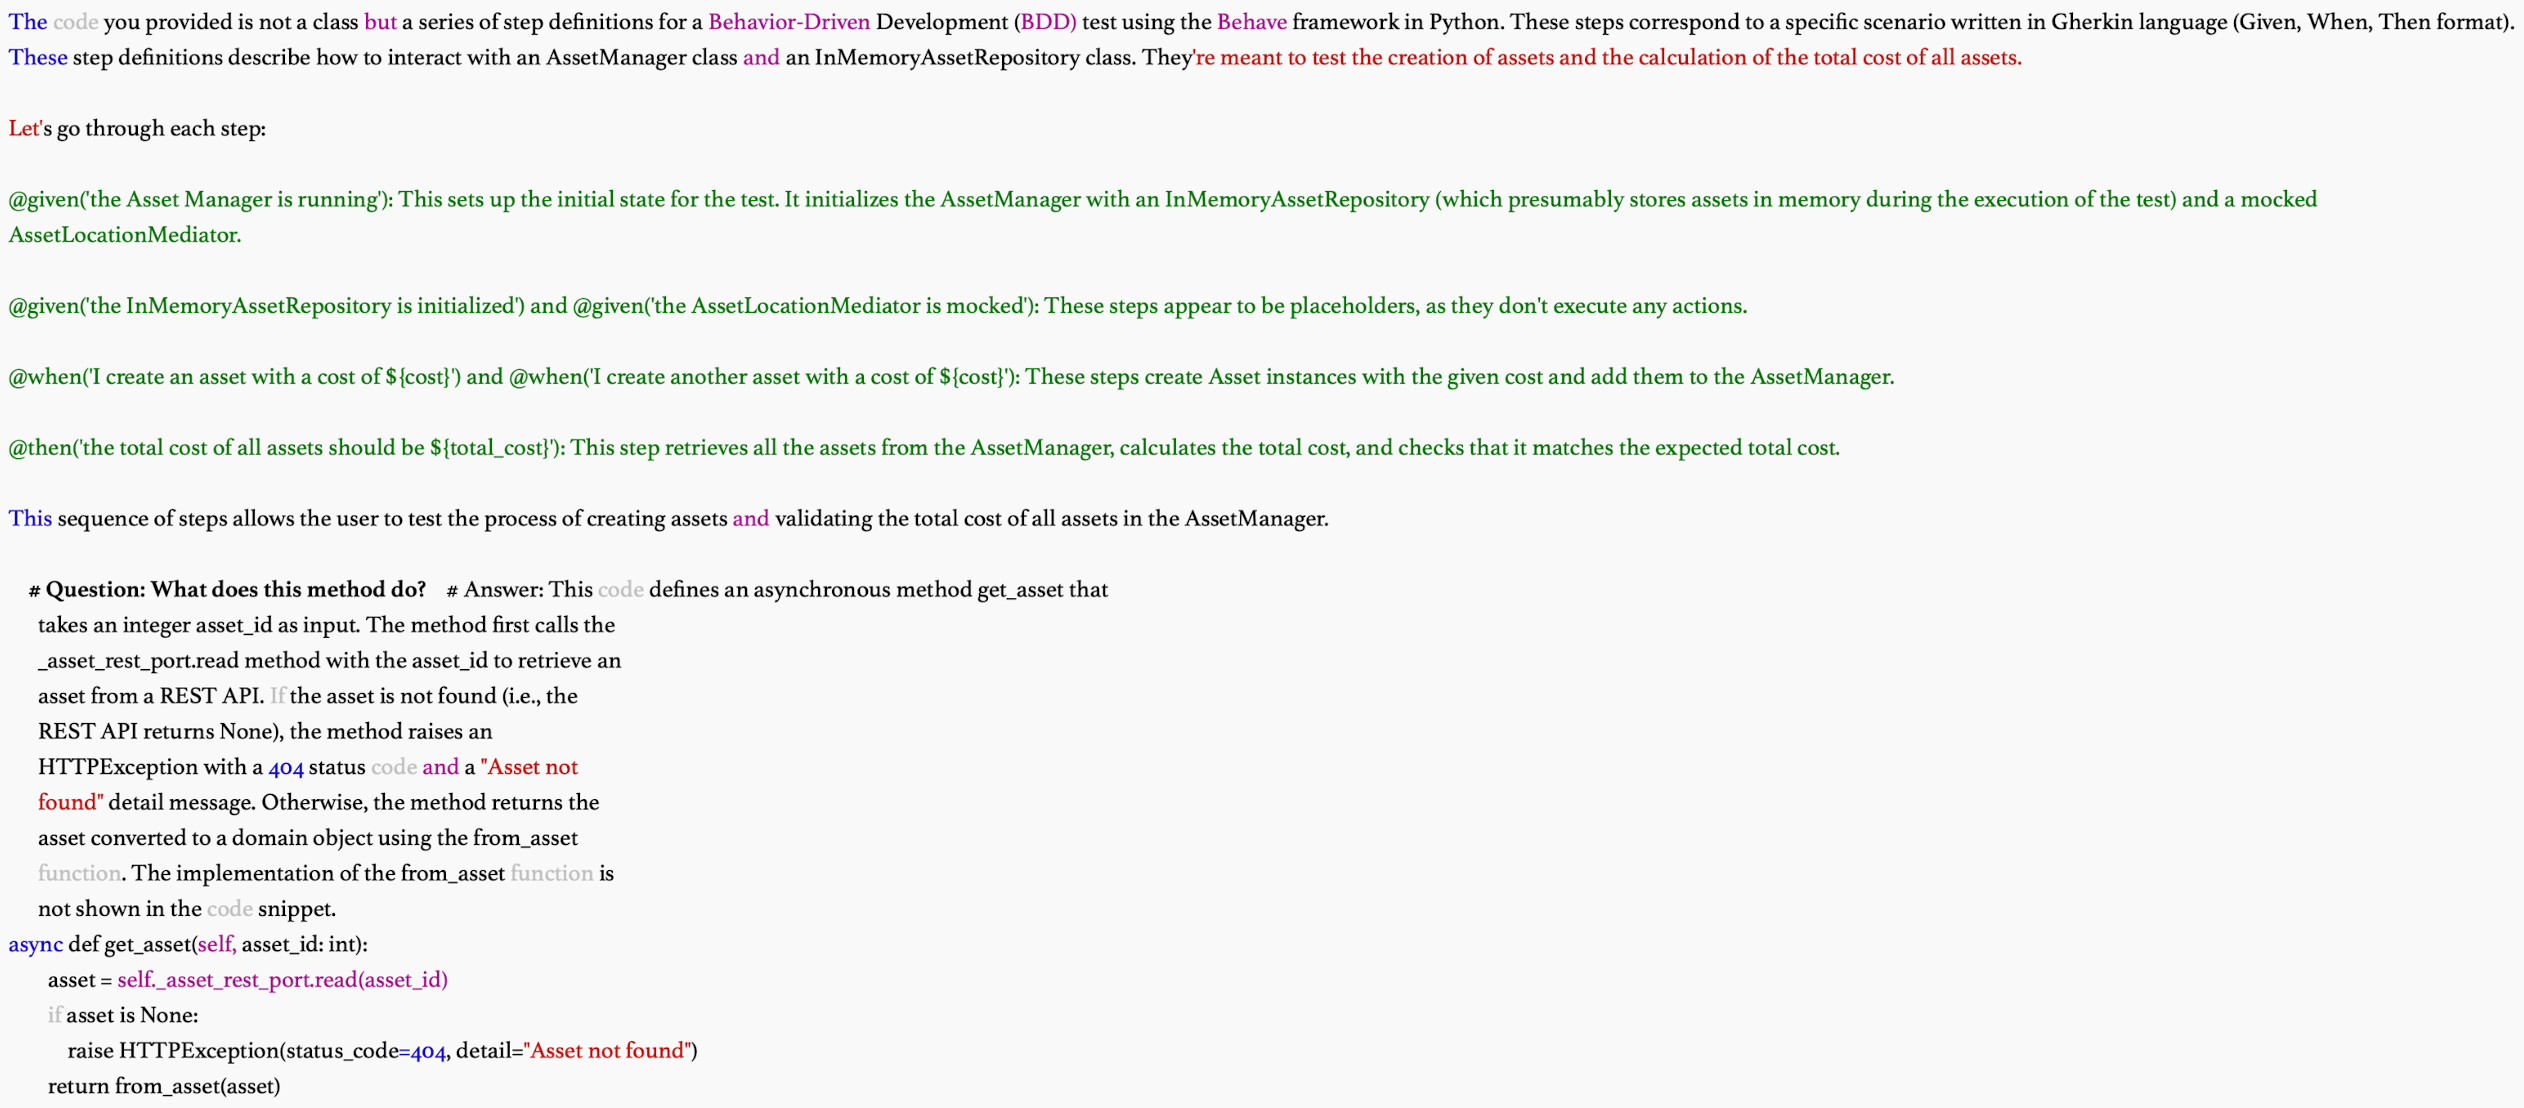 The code you provided is not a class but a series of step definitions for a Behavior-Driven Development (BDD) test using the Behave framework in Python. These steps correspond to a specific scenario written in Gherkin language (Given, When, Then format).
These step definitions describe how to interact with an AssetManager class and an InMemoryAssetRepository class. They're meant to test the creation of assets and the calculation of the total cost of all assets.
Let's go through each step:
@given('the Asset Manager is running'): This sets up the initial state for the test. It initializes the AssetManager with an InMemoryAssetRepository (which presumably stores assets in memory during the execution of the test) and a mocked
AssetLocationMediator.
@given('the InMemoryAssetRepository is initialized') and @given('the AssetLocationMediator is mocked'): These steps appear to be placeholders, as they don't execute any actions.
@when('I create an asset with a cost of ${cost}') and @when('I create another asset with a cost of ${cost}'): These steps create Asset instances with the given cost and add them to the AssetManager.
@then('the total cost of all assets should be ${total_cost}'): This step retrieves all the assets from the AssetManager, calculates the total cost, and checks that it matches the expected total cost.
This sequence of steps allows the user to test the process of creating assets and validating the total cost of all assets in the AssetManager.
# Question: What does this method do? # Answer: This code defines an asynchronous method get_asset that
takes an integer asset_id as input. The method first calls the
_asset_rest_port.read method with the asset_id to retrieve an
asset from a REST API. If the asset is not found (i.e., the
REST API returns None), the method raises an
HTTPException with a 404 status code and a "Asset not
found" detail message. Otherwise, the method returns the
asset converted to a domain object using the from_asset
function. The implementation of the from_asset function is
not shown in the code snippet.
async def get_asset(self, asset_id: int):
asset = self._asset_rest_port.read(asset_id)
if asset is None:
raise HTTPException(status_code=404, detail="Asset not found")
return from_asset(asset)